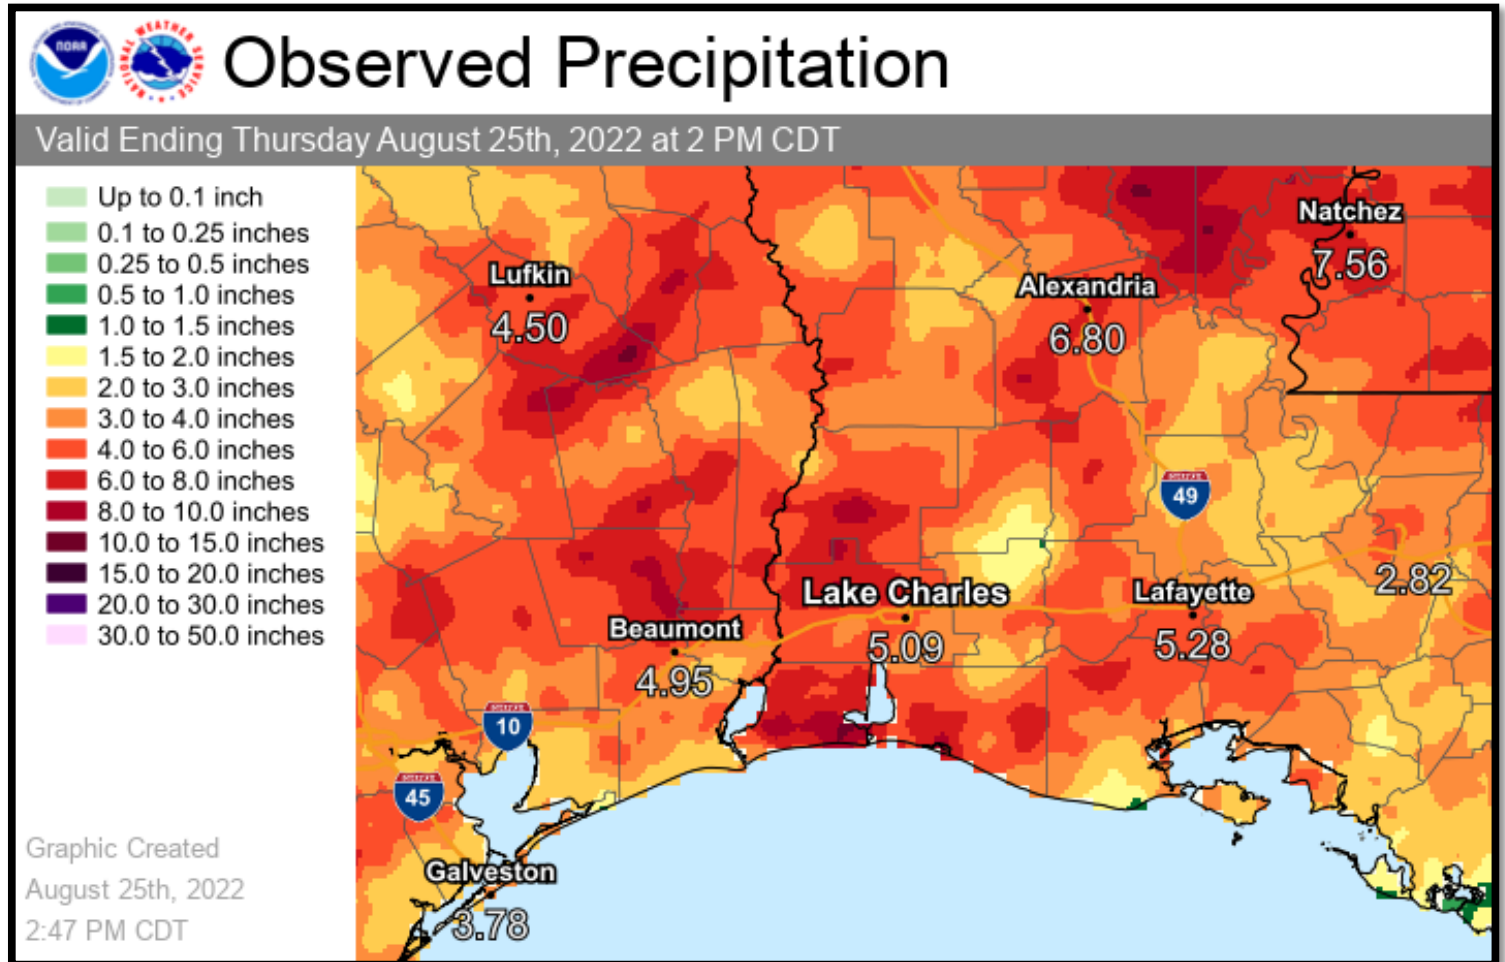 NOAA
NATIONAL WEATHER SERVICE
Observed Precipitation
Valid Ending Thursday August 25th, 2022 at 2 PM CDT
Up to 0.1 inch
0.1 to 0.25 inches
0.25 to 0.5 inches
0.5 to 1.0 inches
1.0 to 1.5 inches
1.5 to 2.0 inches
2.0 to 3.0 inches
3.0 to 4.0 inches
4.0 to 6.0 inches
6.0 to 8.0 inches
8.0 to 10.0 inches
10.0 to 15.0 inches
15.0 to 20.0 inches
20.0 to 30.0 inches
30.0 to 50.0 inches
Graphic Created
August 25th, 2022
2:47 PM CDT
Natchez
7.56
Lufkin
4.50
Alexandria
6.80
49
Lake Charles
5.09
Lafayette
5.28
2.82
Beaumont
4.95
10
45
Galveston
3.78